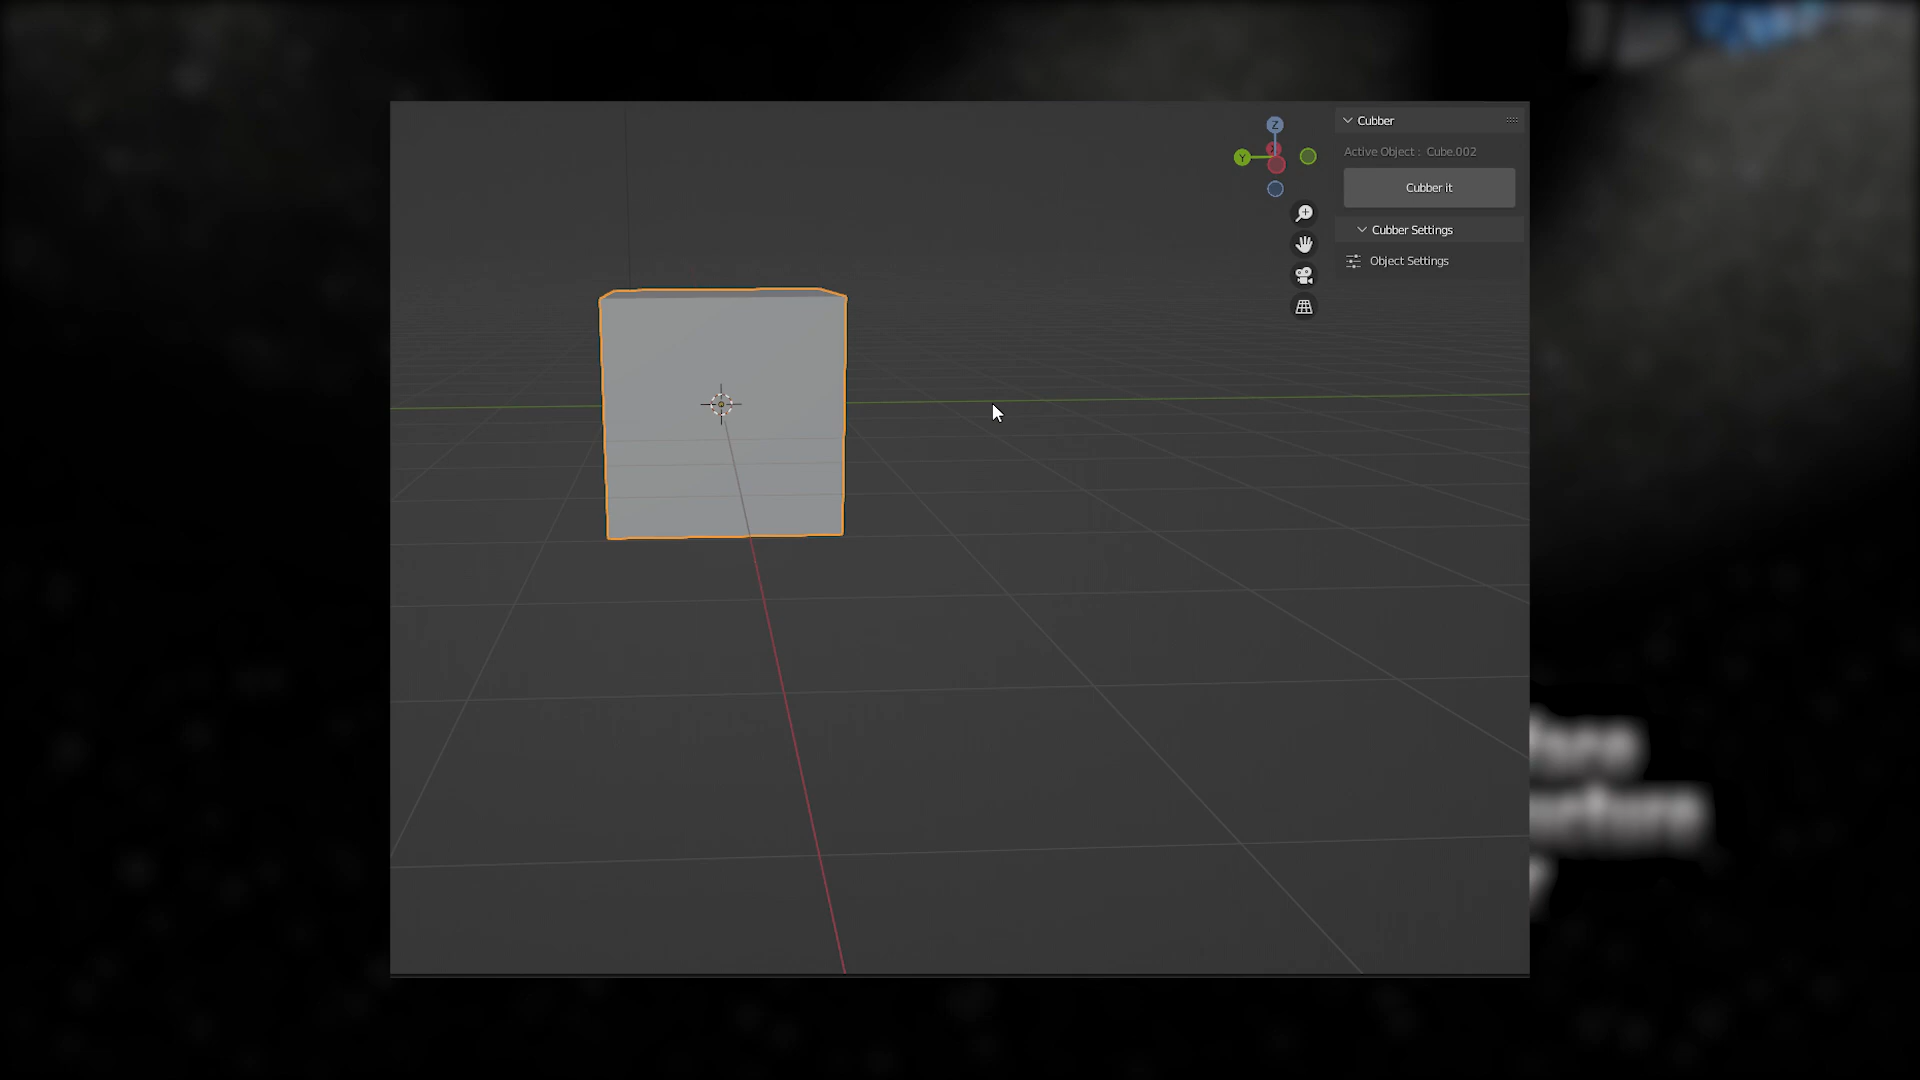 Cubber
Active Object : Cube.002
Cubber it
Cubber Settings
Object Settings
Z
Y